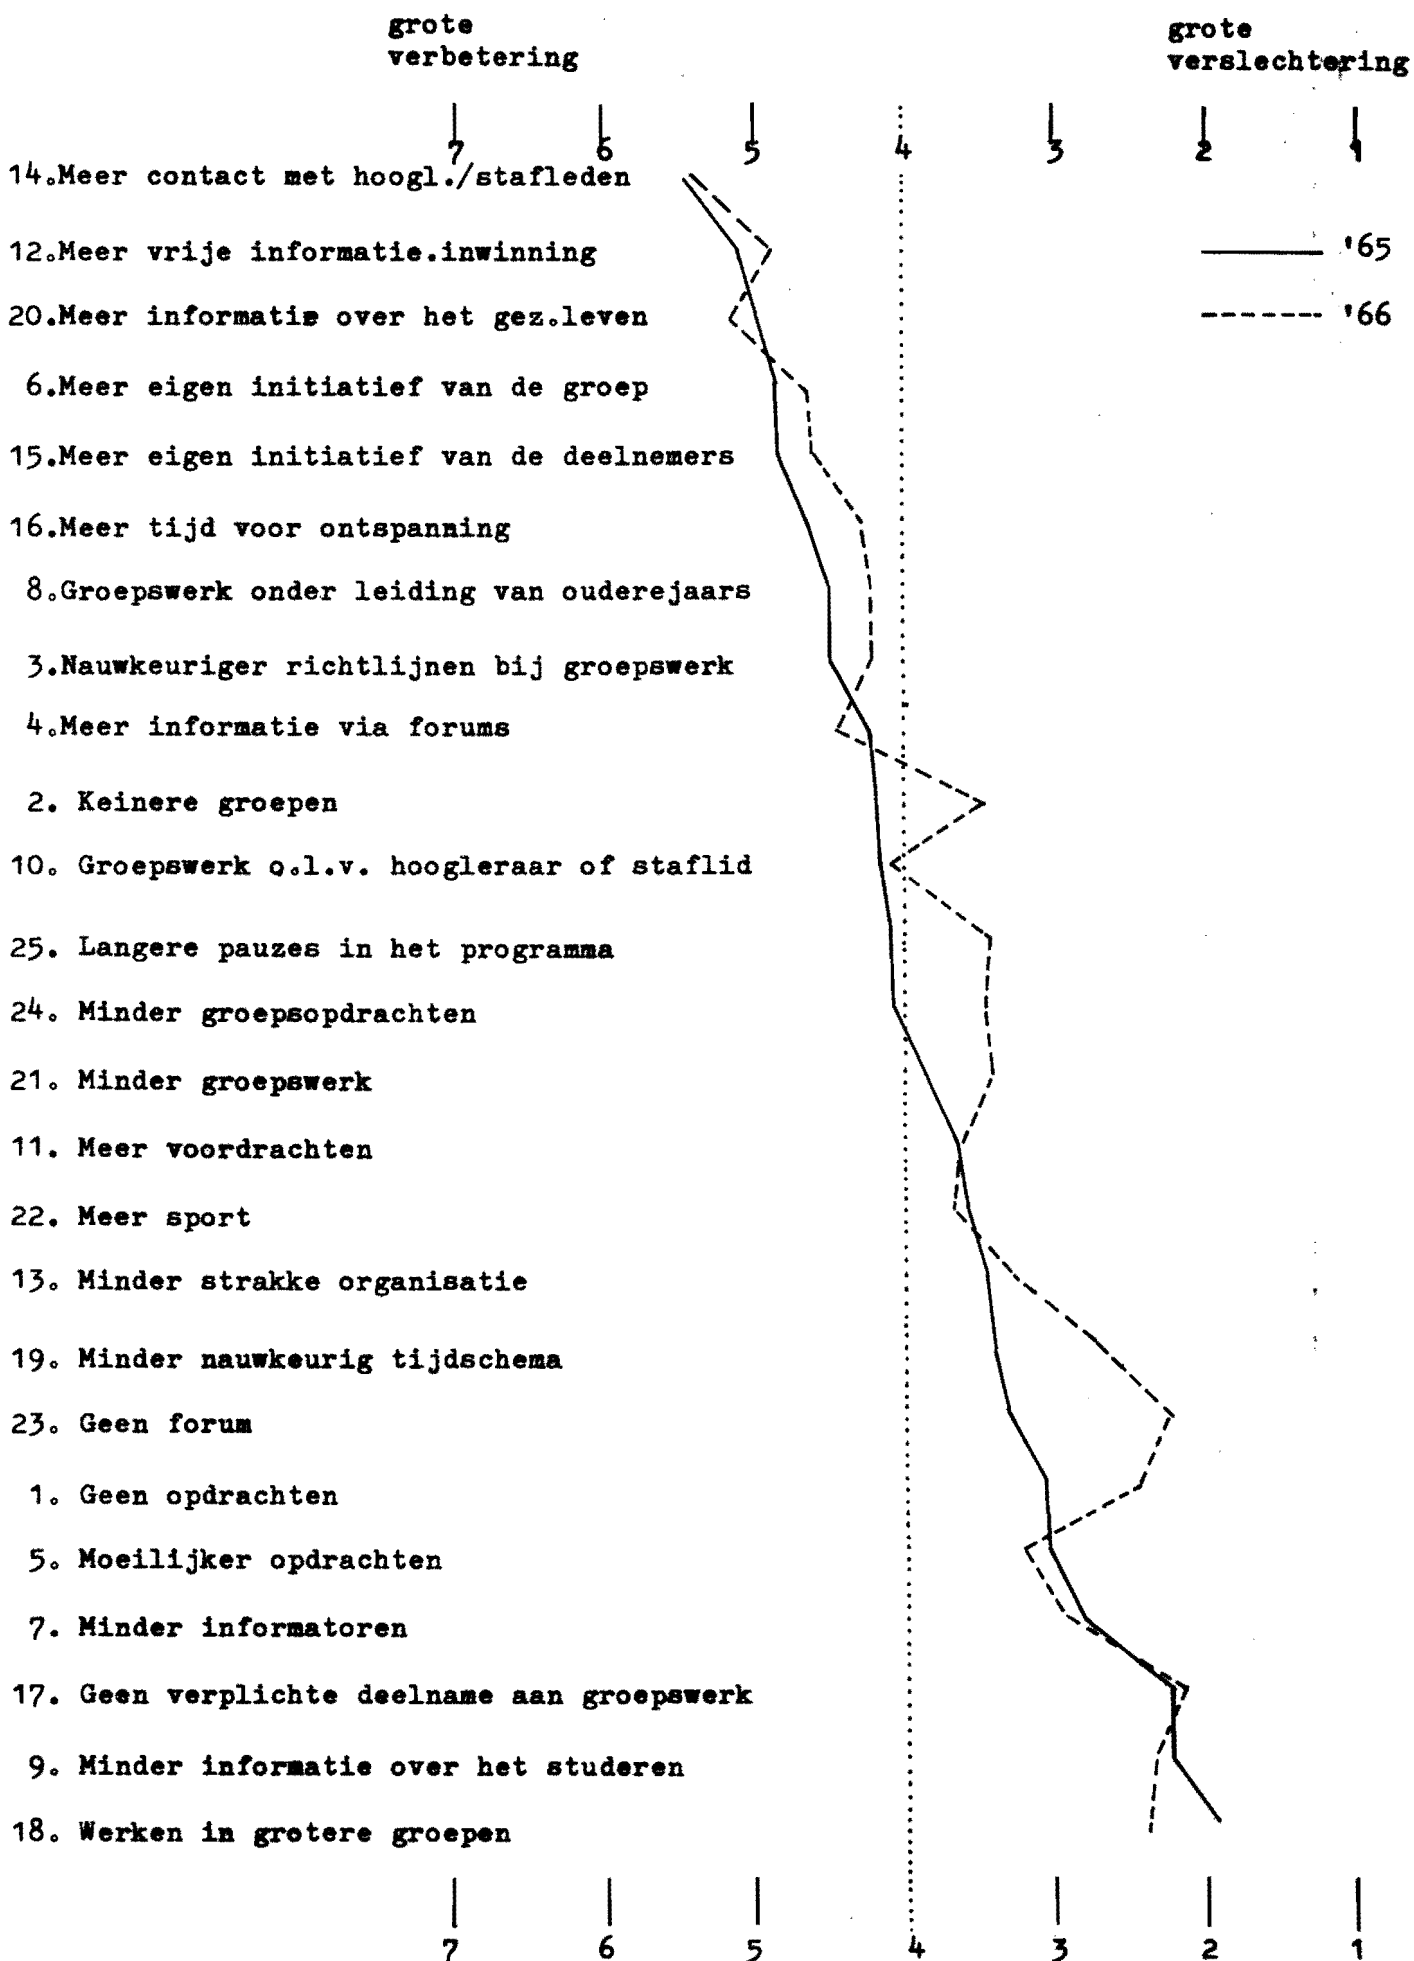 grote
verbetering
grote
verslechtering
7 6 5 4 3 2 1
14.Meer contact met hoogl./stafleden
12.Meer vrije informatie.inwinning
'65
20.Meer informatie over het gez.leven
'66
6.Meer eigen initiatief van de groep
15.Meer eigen initiatief van de deelnemers
16.Meer tijd voor ontspanning
8.Groepswerk onder leiding van ouderejaars
3.Nauwkeuriger richtlijnen bij groepswerk
4.Meer informatie via forums
2. Keinere groepen
10. Groepswerk o.l.v. hoogleraar of staflid
25. Langere pauzes in het programma
24. Minder groepsopdrachten
21. Minder groepswerk
11. Meer voordrachten
22. Meer sport
13. Minder strakke organisatie
19. Minder nauwkeurig tijdschema
23. Geen forum
1. Geen opdrachten
5. Moeilijker opdrachten
7. Minder informatoren
17. Geen verplichte deelname aan groepswerk
9. Minder informatie over het studeren
18. Werken in grotere groepen
7 6 5 4 3 2 1